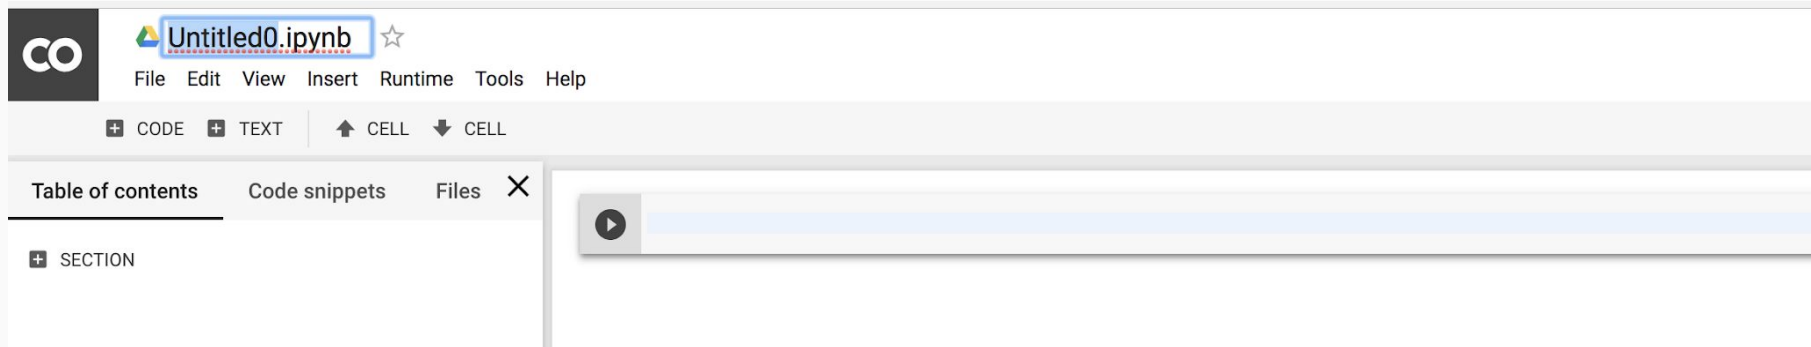 CO
Untitled0.ipynb
File Edit View Insert Runtime Tools Help
CODE TEXT CELL CELL
Table of contents Code snippets Files
SECTION